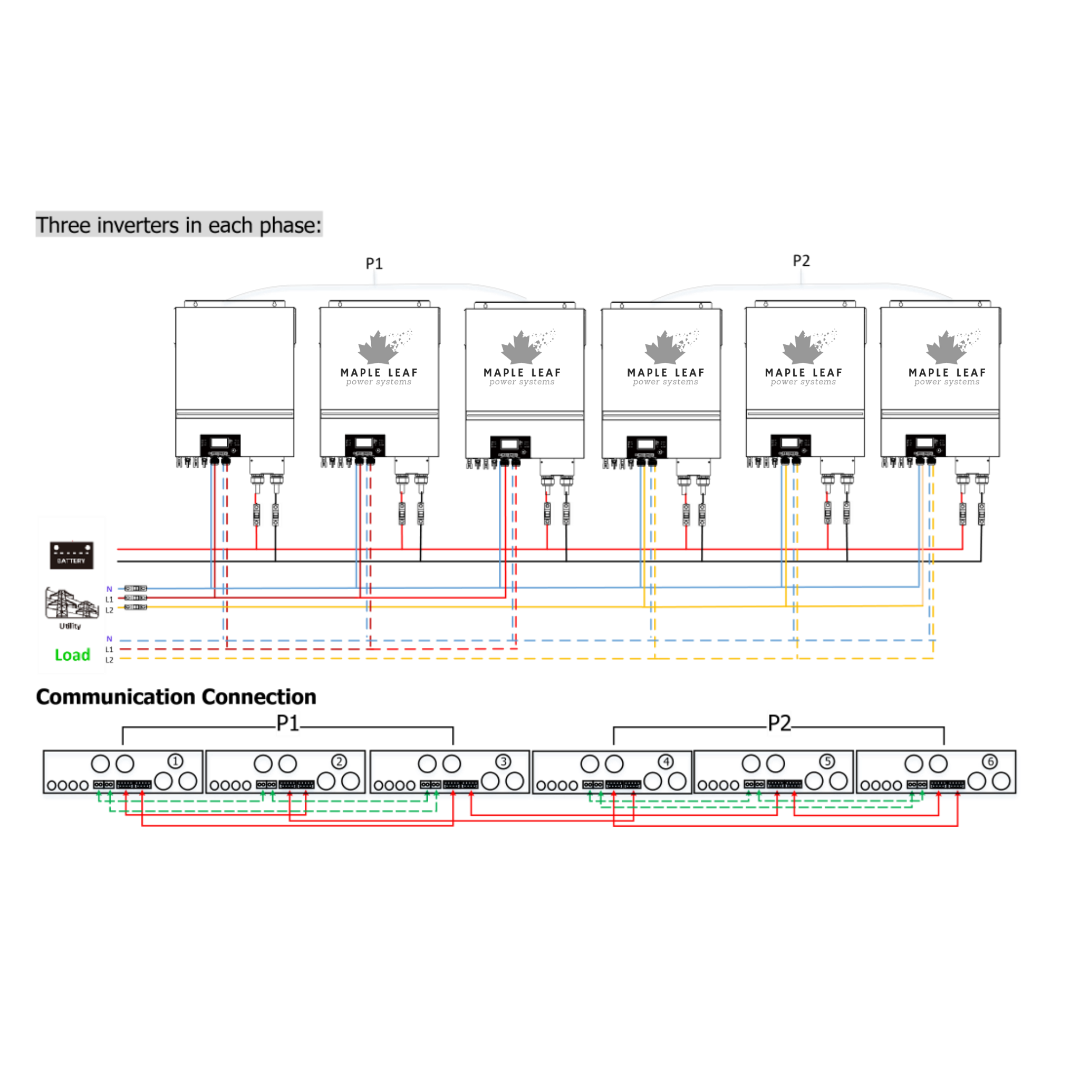 Three inverters in each phase:
P1
P2
MAPLE LEAF
power systems
MAPLE LEAF
power systems
MAPLE LEAF
power systems
MAPLE LEAF
power systems
MAPLE LEAF
power systems
BATTERY
N
L1
L2
Utility
N
L1
L2
Load
Communication Connection
P1
P2
1
2
3
4
5
6